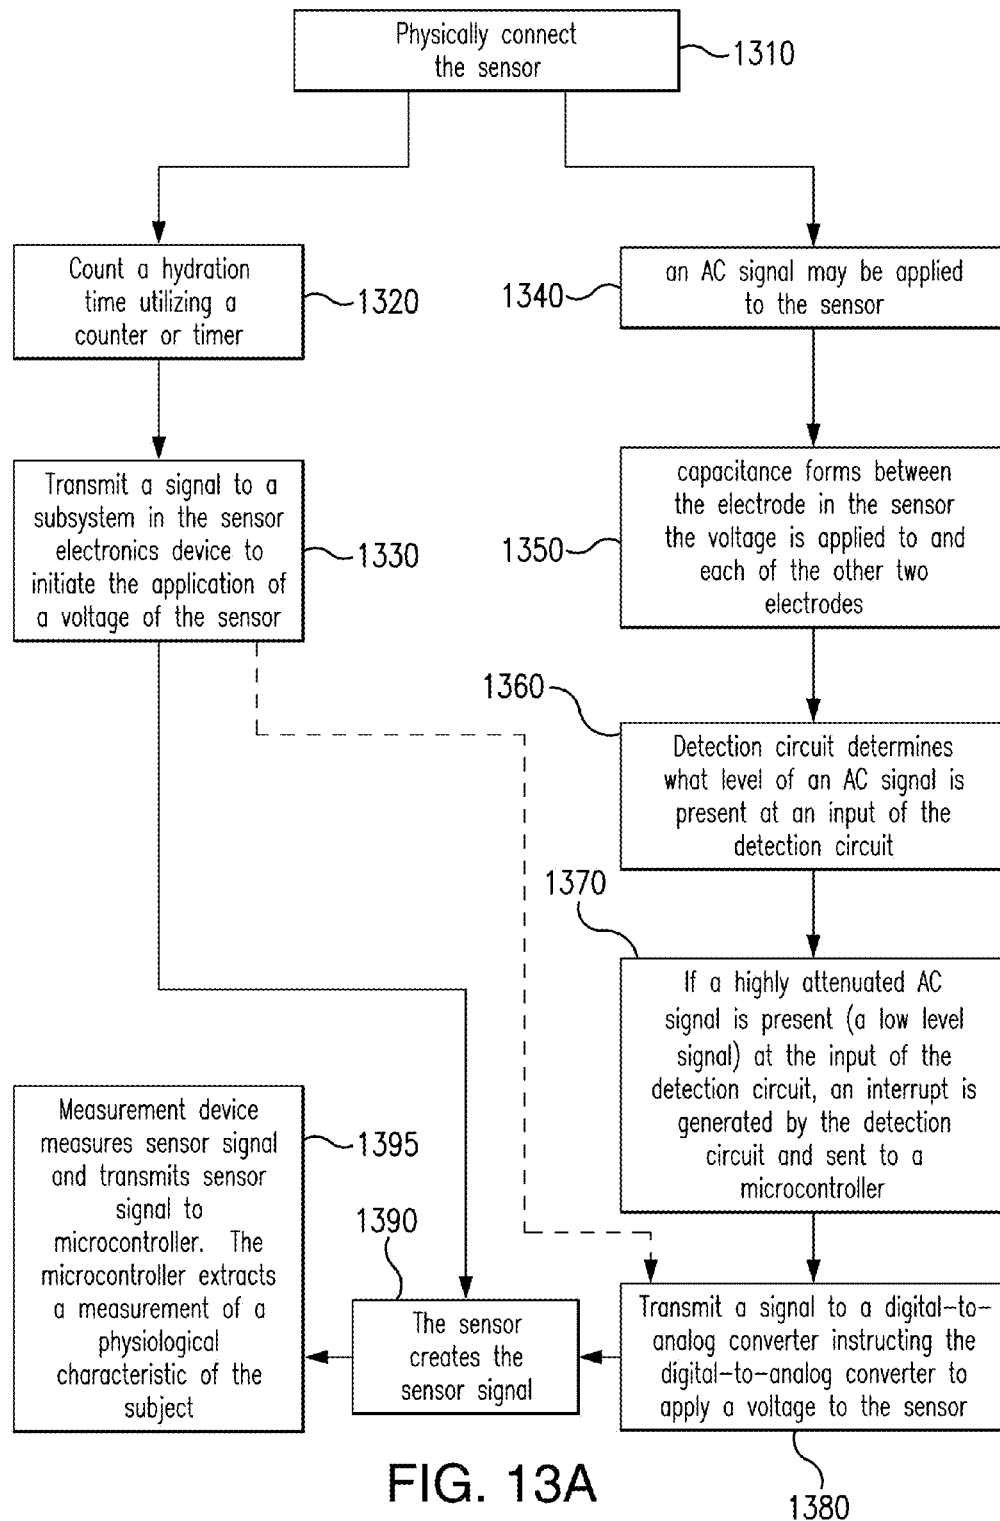 Physically connect
the sensor
1310
Count a hydration
time utilizing a
counter or timer
1320
1340
an AC signal may be applied
to the sensor
Transmit a signal to a
subsystem in the sensor
electronics device to
initiate the application of
a voltage of the sensor
1330
1350
capacitance forms between
the electrode in the sensor
the voltage is applied to and
each of the other two
electrodes
1360
Detection circuit determines
what level of an AC signal is
present at an input of the
detection circuit
1370
If a highly attenuated AC
signal is present (a low level
signal) at the input of the
detection circuit, an interrupt is
generated by the detection
circuit and sent to a
microcontroller
Measurement device
measures sensor signal
and transmits sensor
signal to
microcontroller. The
microcontroller extracts
a measurement of a
physiological
characteristic of the
subject
1395
1390
The sensor
creates the
sensor signal
Transmit a signal to a digital-to-
analog converter instructing the
digital-to-analog converter to
apply a voltage to the sensor
1380
FIG. 13A